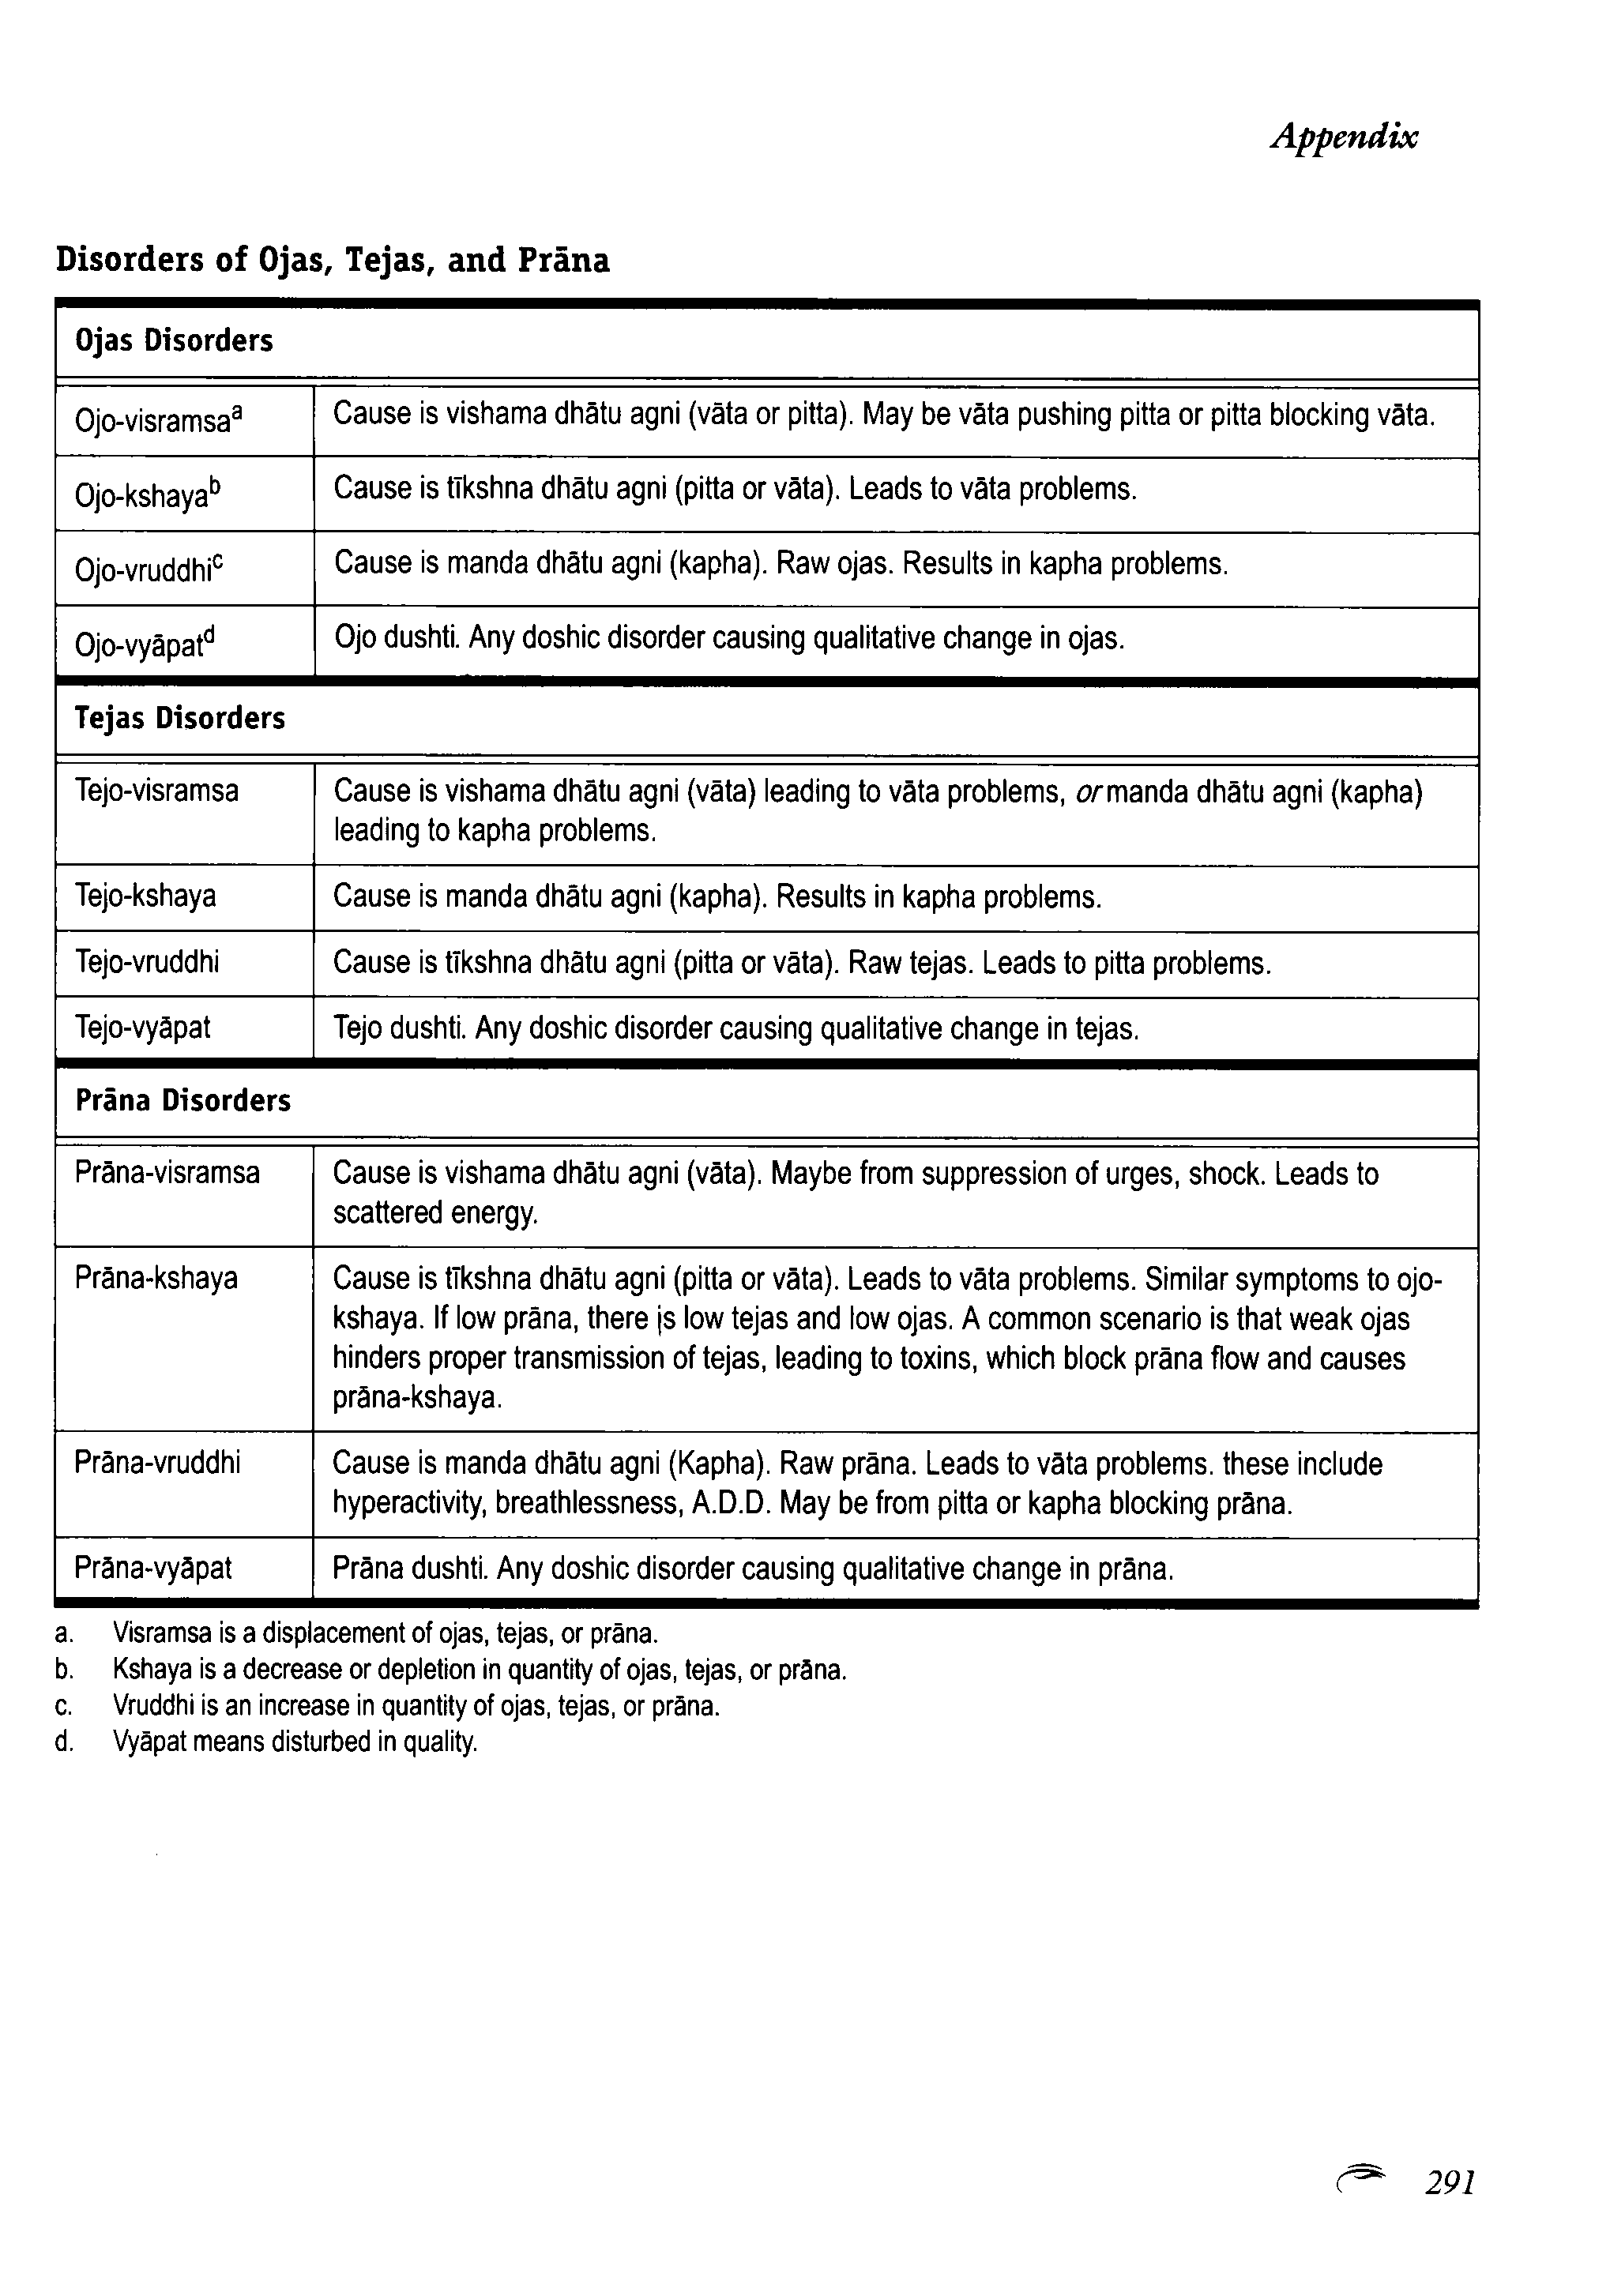 Appendix
Disorders of Ojas, Tejas, and Prāna
Ojas Disorders
Ojo-visramsaᵃ Cause is vishama dhātu agni (vāta or pitta). May be vāta pushing pitta or pitta blocking vāta.
Ojo-kshayaᵇ Cause is tīkshna dhātu agni (pitta or vāta). Leads to vāta problems.
Ojo-vruddhiᶜ Cause is manda dhātu agni (kapha). Raw ojas. Results in kapha problems.
Ojo-vyāpatᵈ Ojo dushti. Any doshic disorder causing qualitative change in ojas.
Tejas Disorders
Tejo-visramsa Cause is vishama dhātu agni (vāta) leading to vāta problems, or manda dhātu agni (kapha)
leading to kapha problems.
Tejo-kshaya Cause is manda dhātu agni (kapha). Results in kapha problems.
Tejo-vruddhi Cause is tīkshna dhātu agni (pitta or vāta). Raw tejas. Leads to pitta problems.
Tejo-vyāpat Tejo dushti. Any doshic disorder causing qualitative change in tejas.
Prāna Disorders
Prāna-visramsa Cause is vishama dhātu agni (vāta). Maybe from suppression of urges, shock. Leads to
scattered energy.
Prāna-kshaya Cause is tīkshna dhātu agni (pitta or vāta). Leads to vāta problems. Similar symptoms to ojo-
kshaya. If low prāna, there is low tejas and low ojas. A common scenario is that weak ojas
hinders proper transmission of tejas, leading to toxins, which block prāna flow and causes
prāna-kshaya.
Prāna-vruddhi Cause is manda dhātu agni (Kapha). Raw prāna. Leads to vāta problems. these include
hyperactivity, breathlessness, A.D.D. May be from pitta or kapha blocking prāna.
Prāna-vyāpat Prāna dushti. Any doshic disorder causing qualitative change in prāna.
a. Visramsa is a displacement of ojas, tejas, or prāna.
b. Kshaya is a decrease or depletion in quantity of ojas, tejas, or prāna.
c. Vruddhi is an increase in quantity of ojas, tejas, or prāna.
d. Vyāpat means disturbed in quality.
291